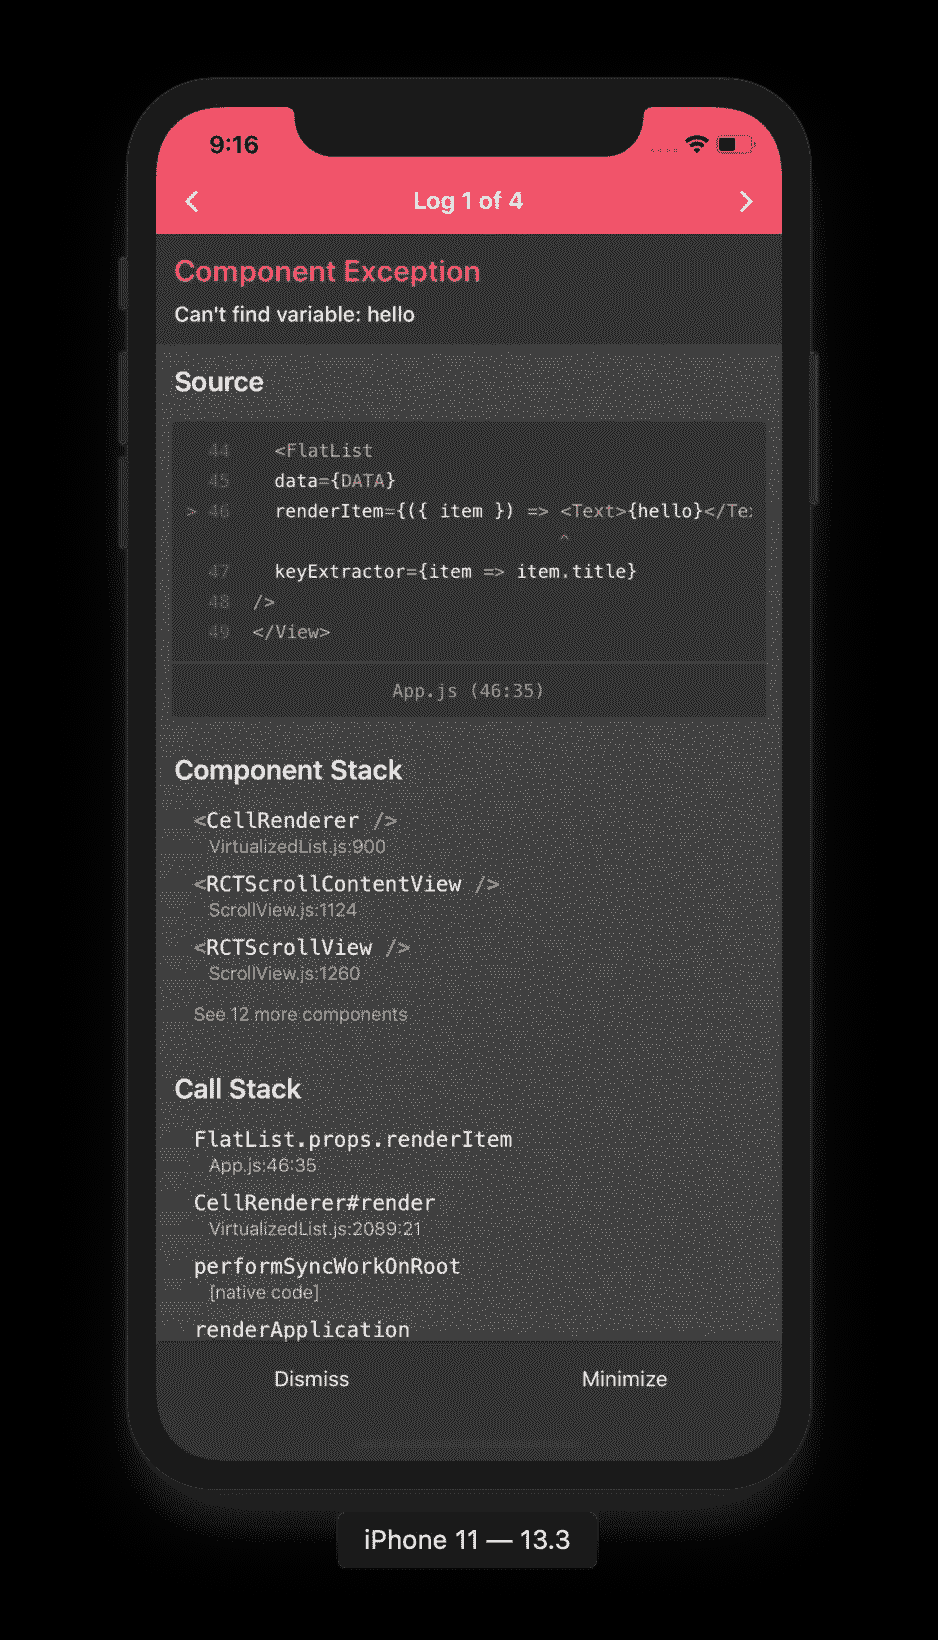 9:16
Log 1 of 4
Component Exception
Can't find variable: hello
Source
44 <FlatList
45 data={DATA}
> 46 renderItem={({ item }) => <Text>{hello}</Tex
^
47 keyExtractor={item => item.title}
48 />
49 </View>
App.js (46:35)
Component Stack
<CellRenderer />
VirtualizedList.js:900
<RCTScrollContentView />
ScrollView.js:1124
<RCTScrollView />
ScrollView.js:1260
See 12 more components
Call Stack
FlatList.props.renderItem
App.js:46:35
CellRenderer#render
VirtualizedList.js:2089:21
performSyncWorkOnRoot
[native code]
renderApplication
Dismiss Minimize
iPhone 11 — 13.3